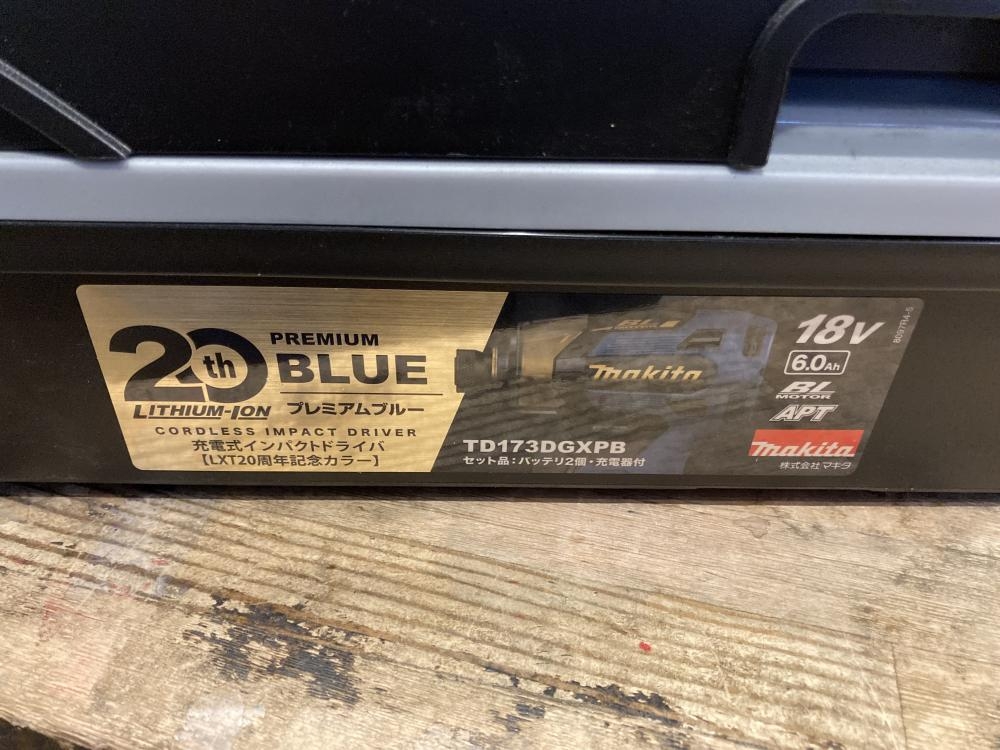 20th
LITHIUM-ION
PREMIUM
BLUE
プレミアムブルー
CORDLESS IMPACT DRIVER
充電式インパクトドライバ
【LXT20周年記念カラー】
BL
makita
TD173DGXPB
セット品:バッテリ2個・充電器付
18V
6.0Ah
BL
MOTOR
APT
makita
株式会社マキタ
8097R4-5